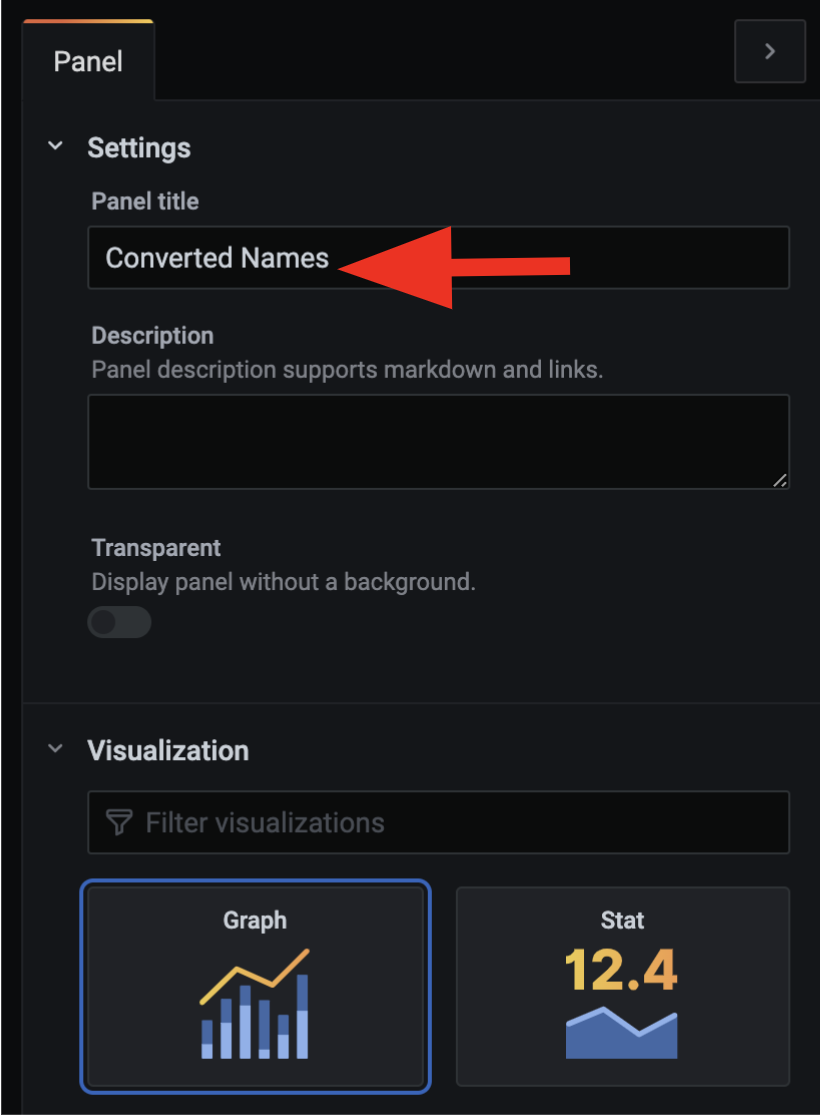 Panel
Settings
Panel title
Converted Names
Description
Panel description supports markdown and links.
Transparent
Display panel without a background.
Visualization
Filter visualizations
Graph
Stat
12.4